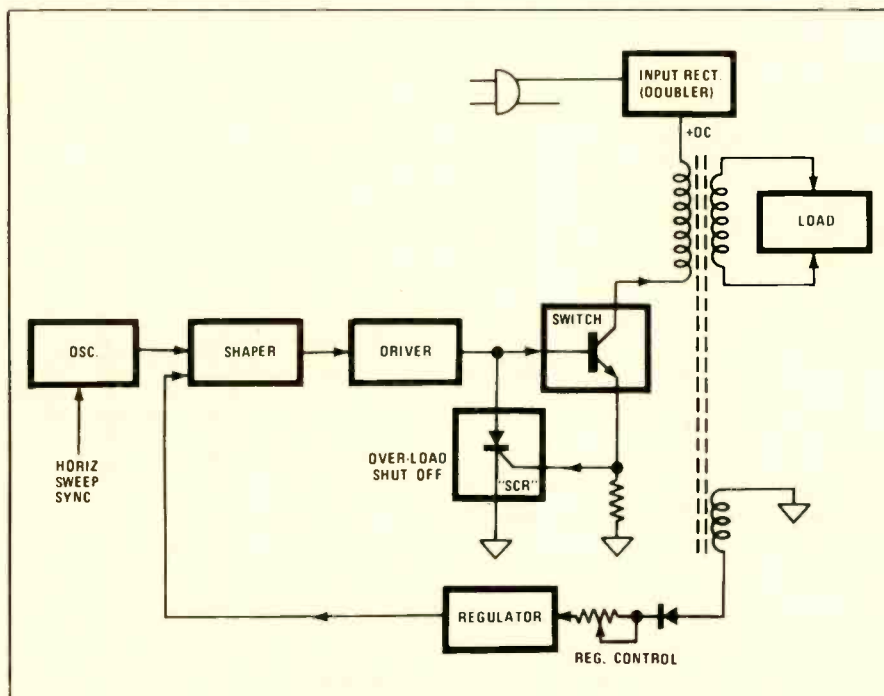 INPUT RECT.
(DOUBLER)
+DC
LOAD
SWITCH
OSC.
SHAPER
DRIVER
OVER-LOAD
SHUT OFF
"SCR"
HORIZ
SWEEP
SYNC
REGULATOR
REG. CONTROL